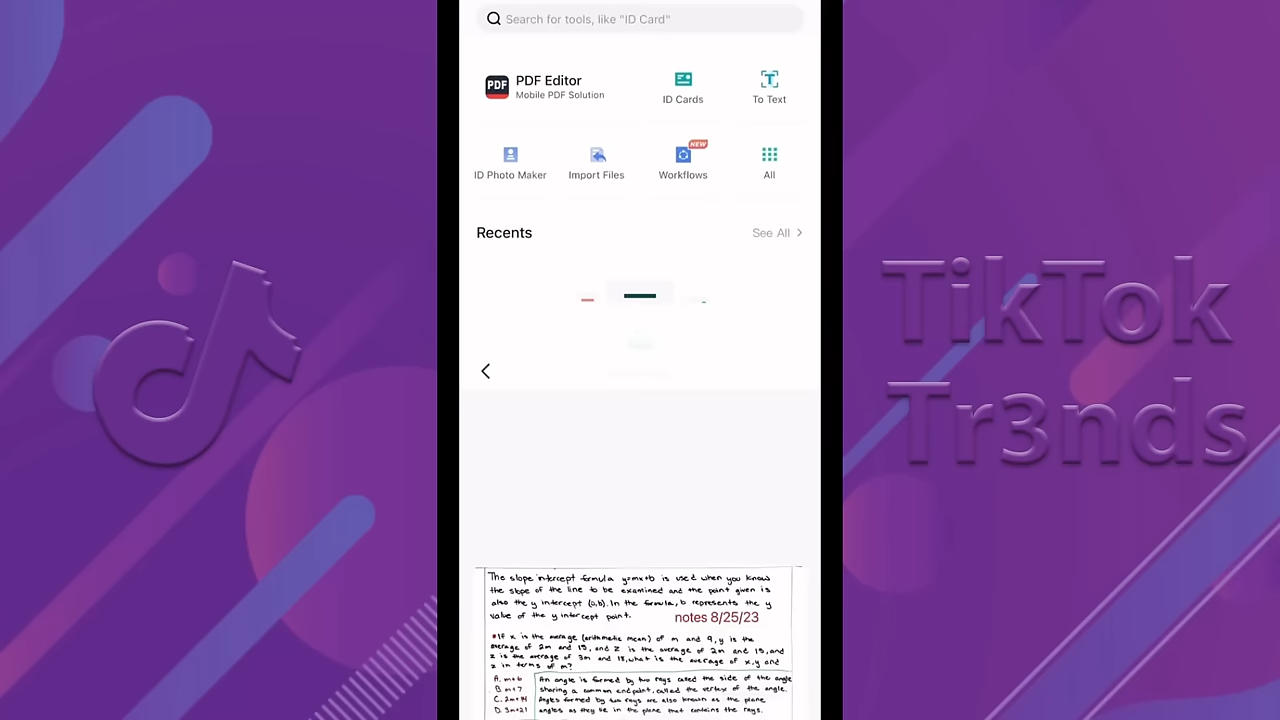 Search for tools, like "ID Card"
PDF
PDF Editor
Mobile PDF Solution
ID Cards
To Text
ID Photo Maker
Import Files
NEW
Workflows
All
Recents
See All
The slope intercept formula y=mx+b is used when you know
the slope of the line to be examined and the point given is
also the y intercept (0,b). In the formula, b represents the y
value of the y intercept point.
notes 8/25/23
*If x is the average (arithmetic mean) of m and 9, y is the
average of 2m and 15, and z is the average of 2m and 15, and
z is the average of 3m and 18, what is the average of x, y and
z in terms of m?
A. m+6
B. m+7
C. 2m+14
D. 3m+21
An angle is formed by two rays called the side of the angle
sharing a common endpoint, called the vertex of the angle.
Angles formed by two rays are also known as the plane
angles as they lie in the plane that contains the rays.
TikTok
Tr3nds